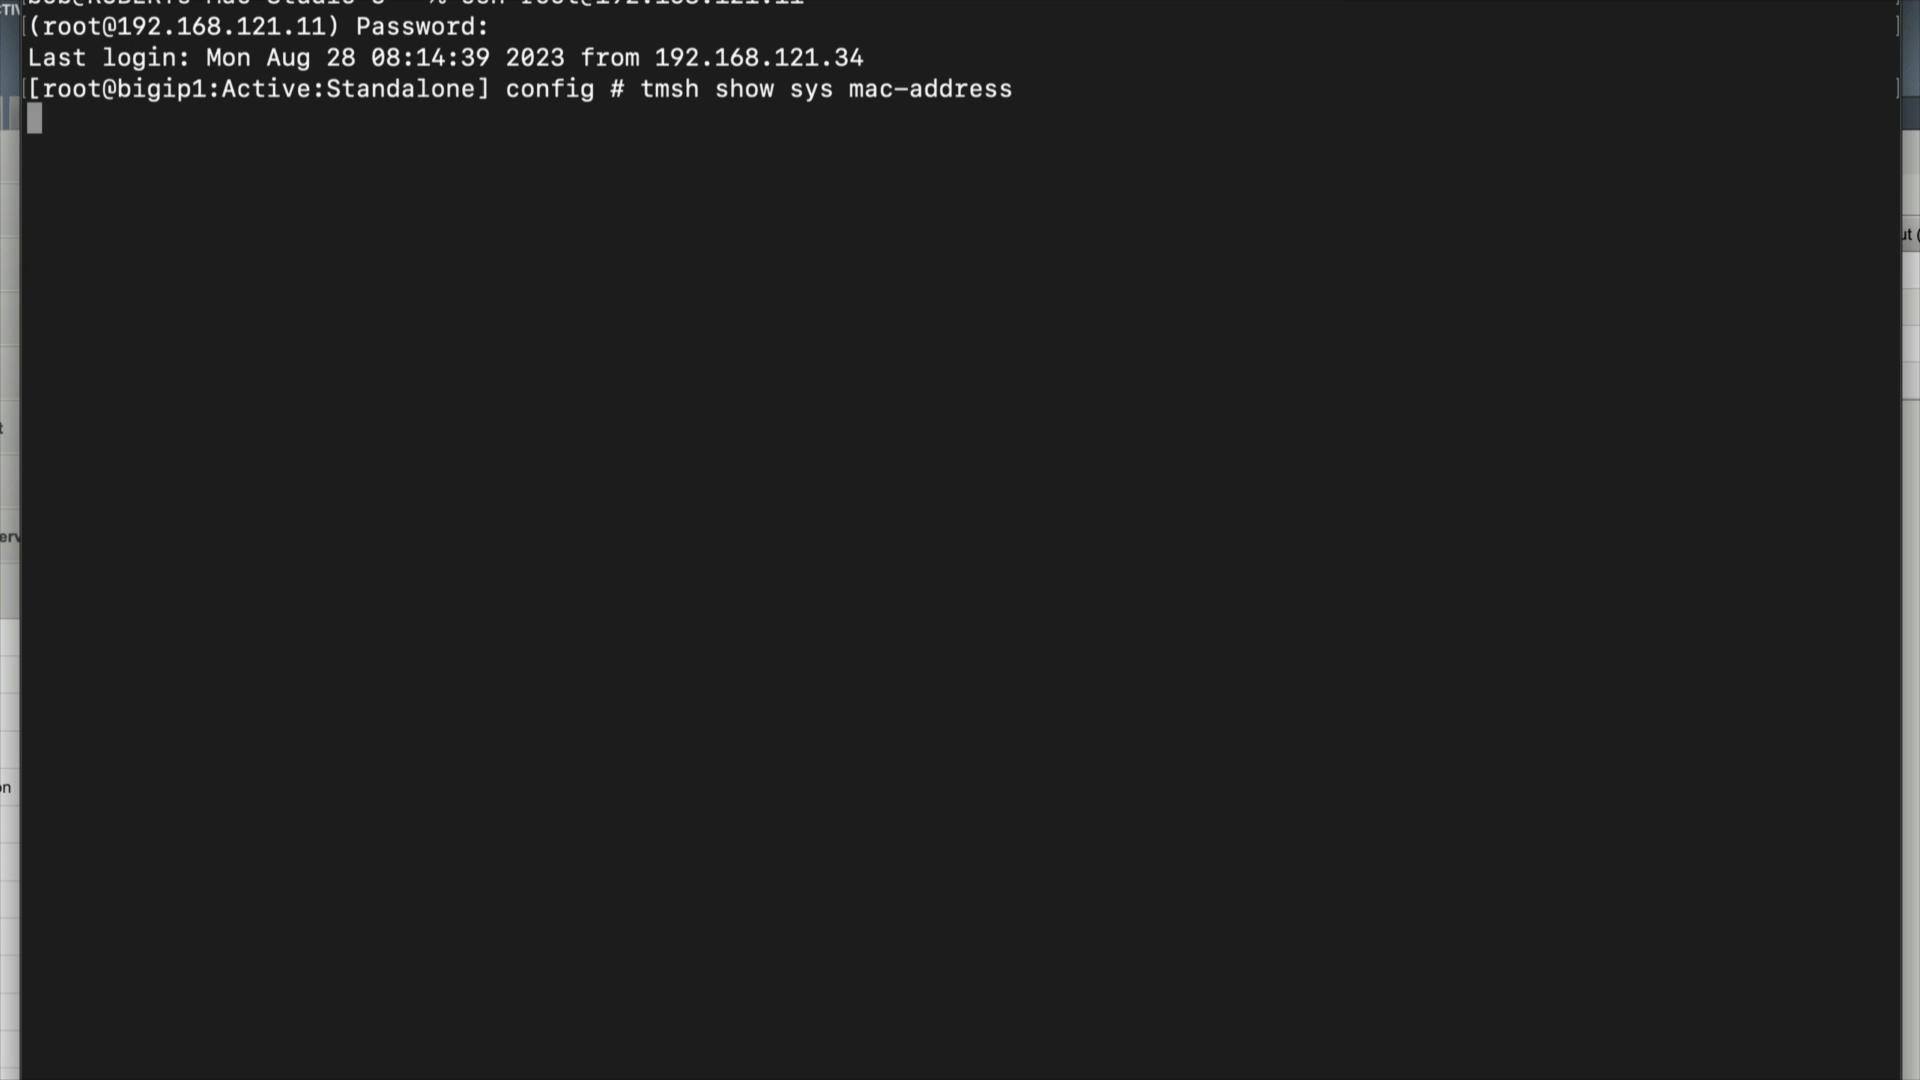 (root@192.168.121.11) Password:
Last login: Mon Aug 28 08:14:39 2023 from 192.168.121.34
[root@bigip1:Active:Standalone] config # tmsh show sys mac-address